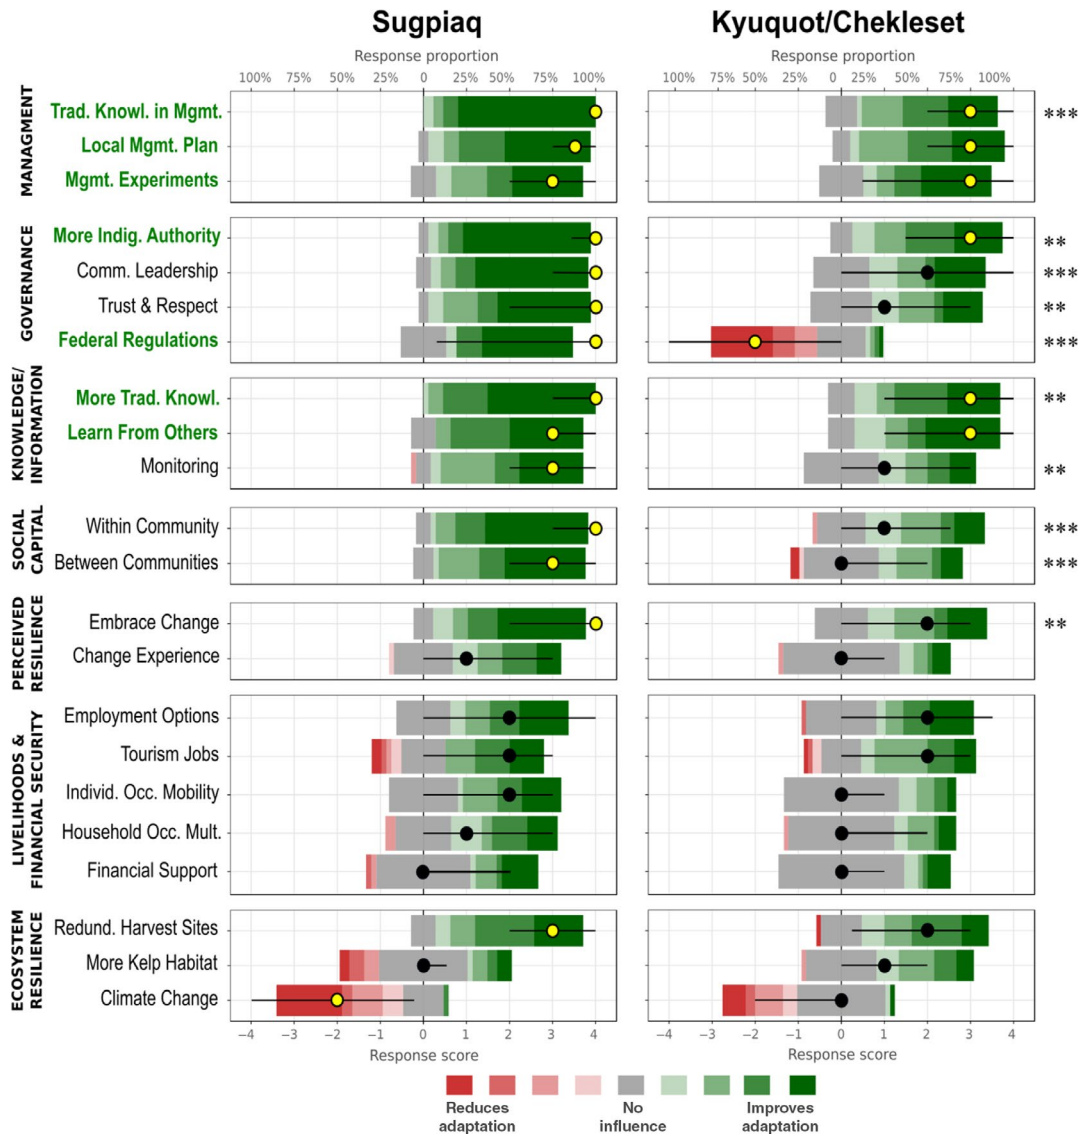 Sugpiaq
Kyuquot/Chekleset
Response proportion
Response proportion
100% 75% 50% 25% 0 25% 50% 75% 100%
100% 75% 50% 25% 0 25% 50% 75% 100%
MANAGMENT
Trad. Knowl. in Mgmt.
***
Local Mgmt. Plan
Mgmt. Experiments
GOVERNANCE
More Indig. Authority
**
Comm. Leadership
***
Trust & Respect
**
Federal Regulations
***
KNOWLEDGE/
INFORMATION
More Trad. Knowl.
**
Learn From Others
Monitoring
**
SOCIAL
CAPITAL
Within Community
***
Between Communities
***
PERCEIVED
RESILIENCE
Embrace Change
**
Change Experience
LIVELIHOODS &
FINANCIAL SECURITY
Employment Options
Tourism Jobs
Individ. Occ. Mobility
Household Occ. Mult.
Financial Support
ECOSYSTEM
RESILIENCE
Redund. Harvest Sites
More Kelp Habitat
Climate Change
−4 −3 −2 −1 0 1 2 3 4
−4 −3 −2 −1 0 1 2 3 4
Response score
Response score
Reduces
adaptation
No
influence
Improves
adaptation